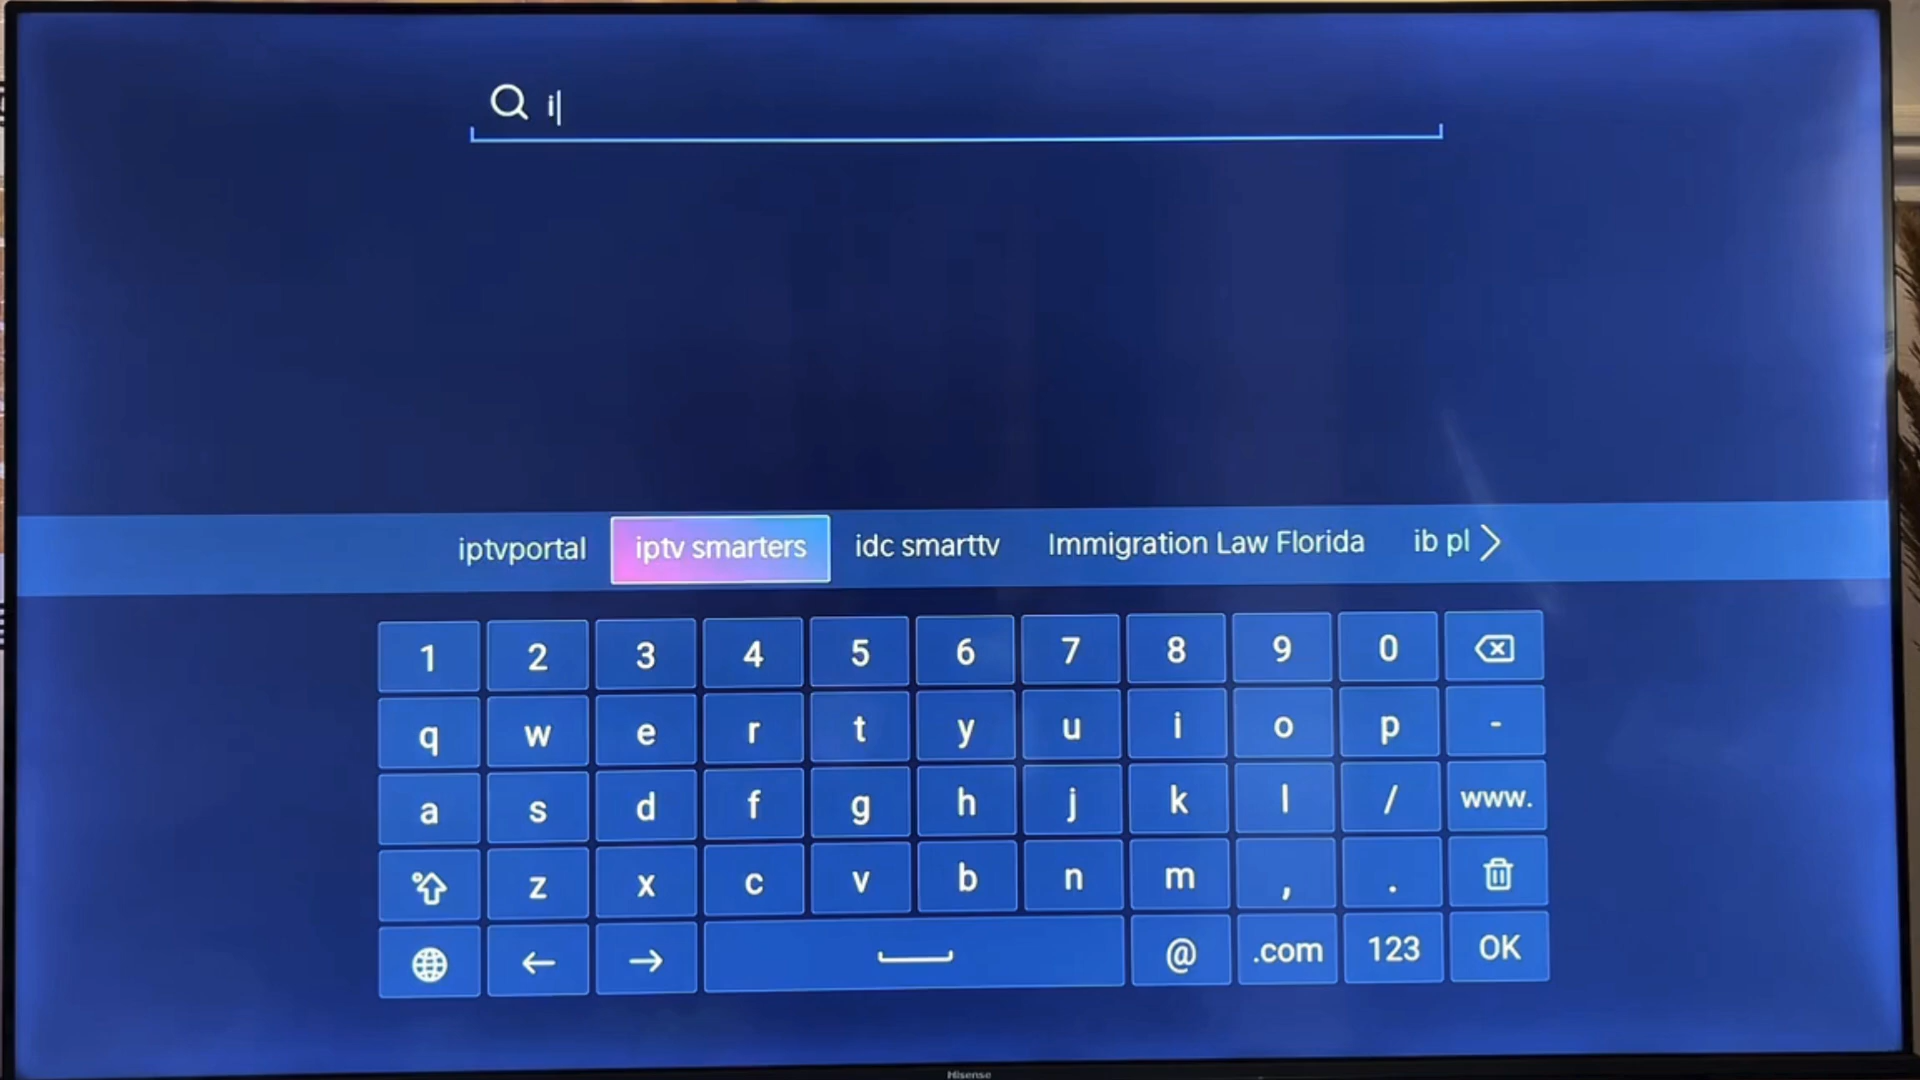 i
iptvportal iptv smarters idc smarttv Immigration Law Florida ib pl
1 2 3 4 5 6 7 8 9 0
q w e r t y u i o p -
a s d f g h j k l / www.
z x c v b n m , .
@ .com 123 OK
Hisense